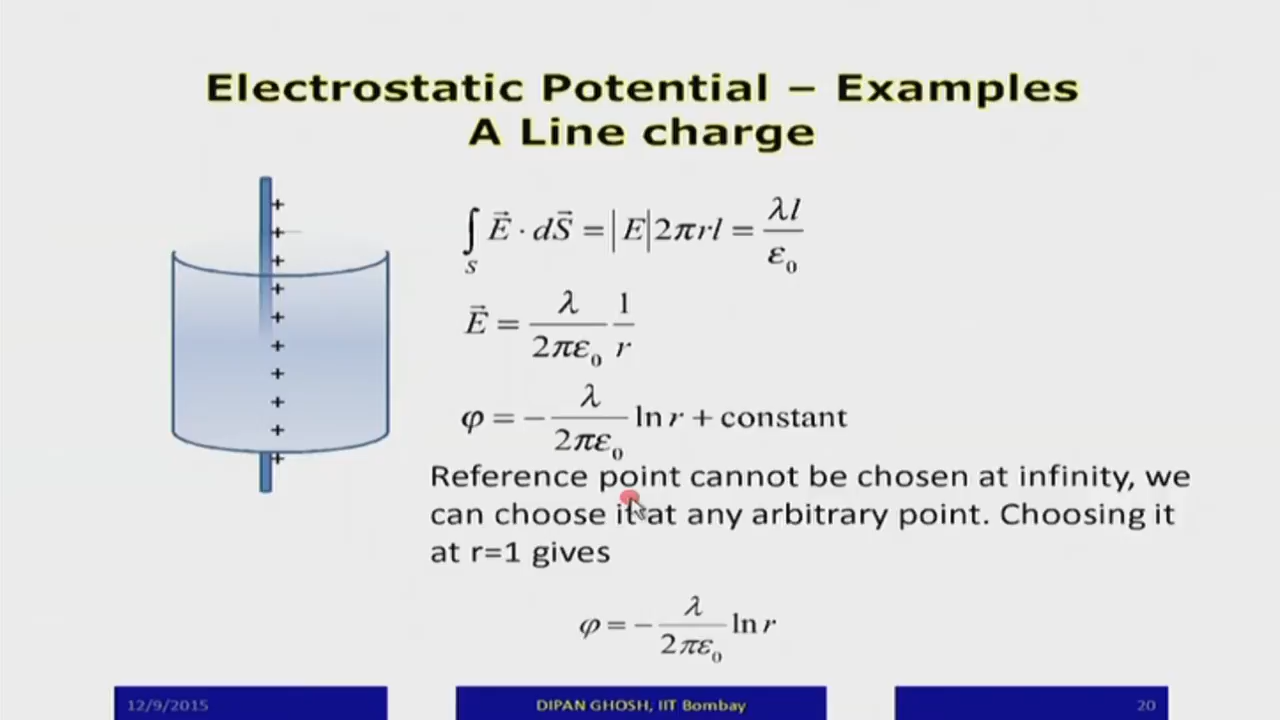 Electrostatic Potential – Examples
A Line charge
∫_S E⃗ · dS⃗ = |E|2πrl = λl/ε₀
E⃗ = λ/2πε₀ 1/r
φ = − λ/2πε₀ ln r + constant
Reference point cannot be chosen at infinity, we
can choose it at any arbitrary point. Choosing it
at r=1 gives
φ = − λ/2πε₀ ln r
+
+
+
+
+
+
+
+
+
+
12/9/2015
DIPAN GHOSH, IIT Bombay
20